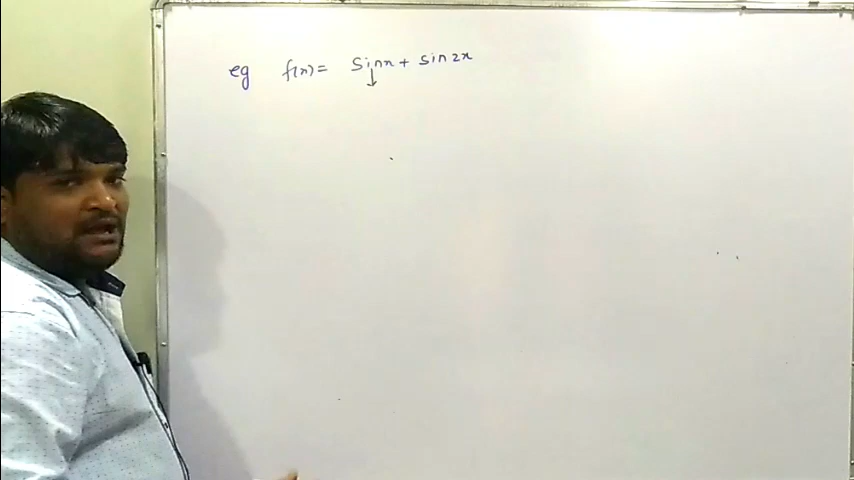 eg f(x) = Sinx + sin2x
↓